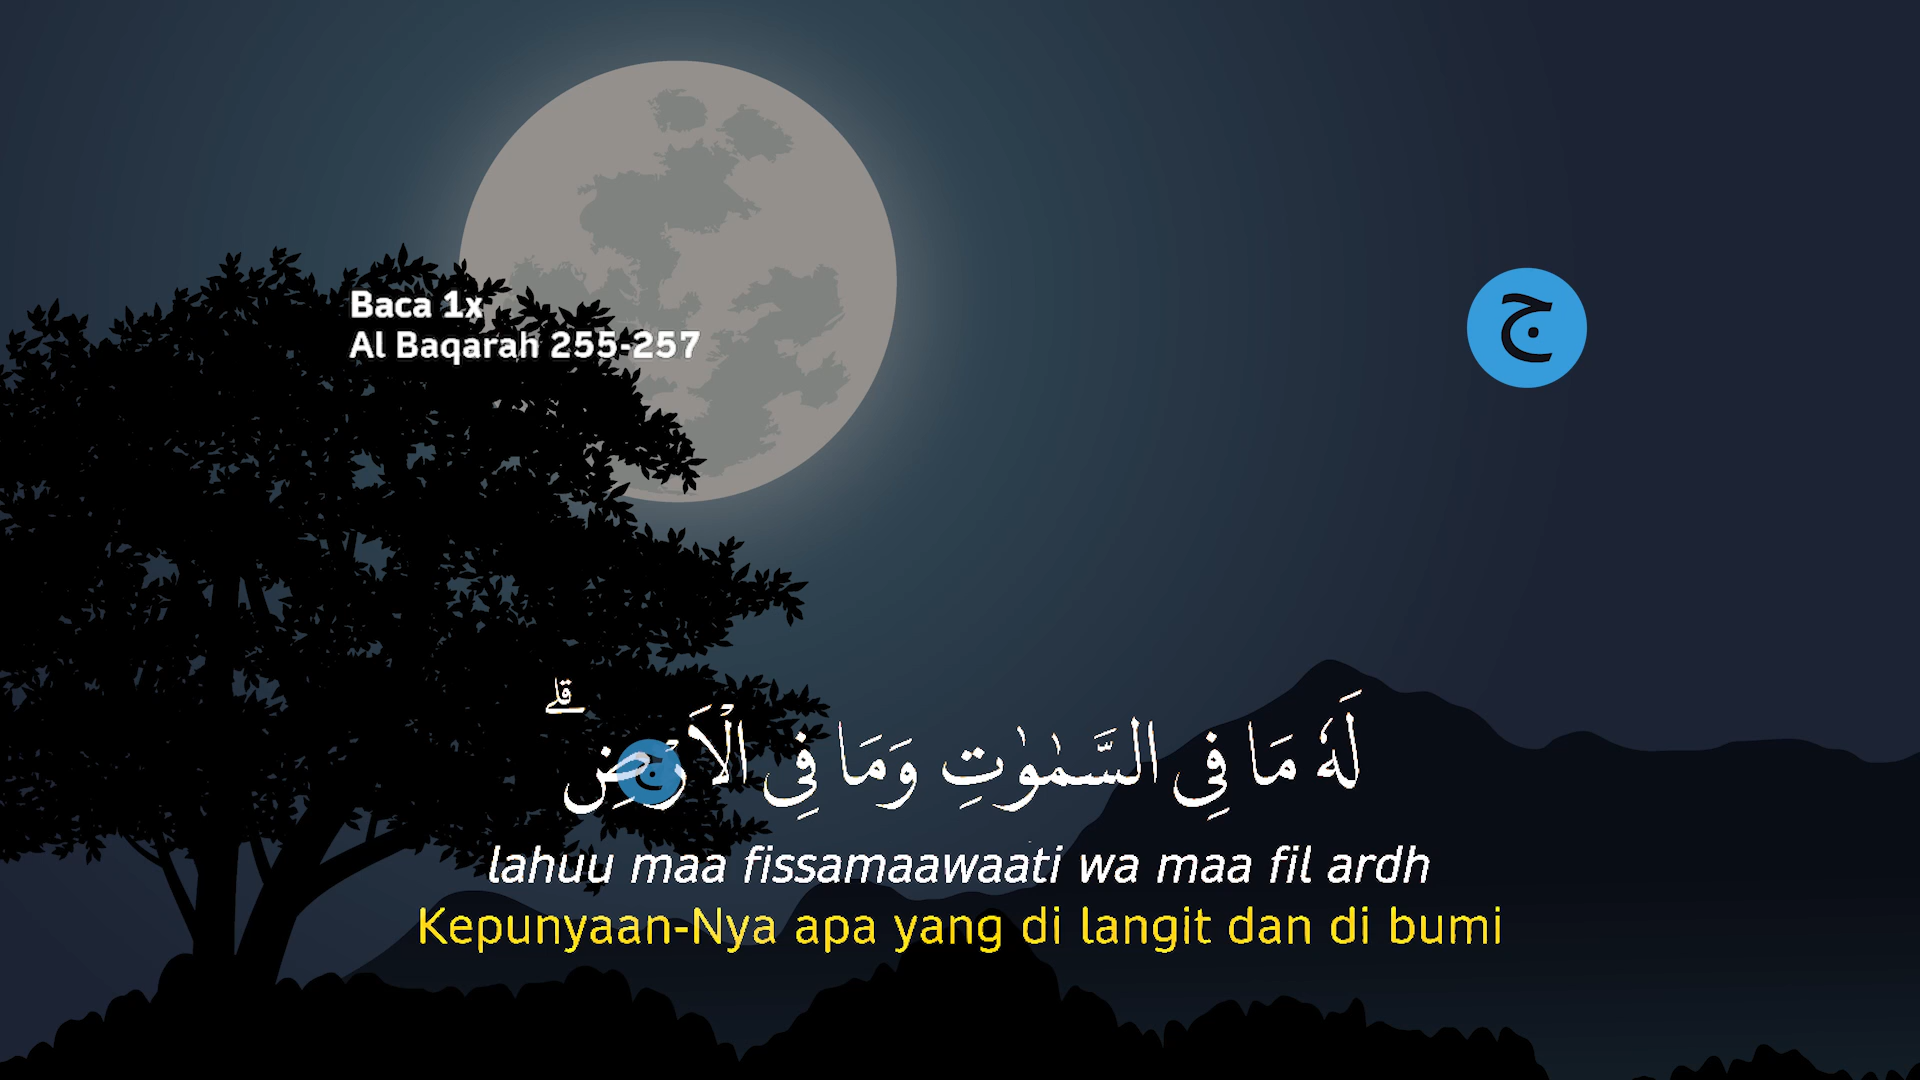 Baca 1x
Al Baqarah 255-257
ج
لَهٗ مَا فِى السَّمٰوٰتِ وَمَا فِى الْاَرْضِۗ
ج
lahuu maa fissamaawaati wa maa fil ardh
Kepunyaan-Nya apa yang di langit dan di bumi